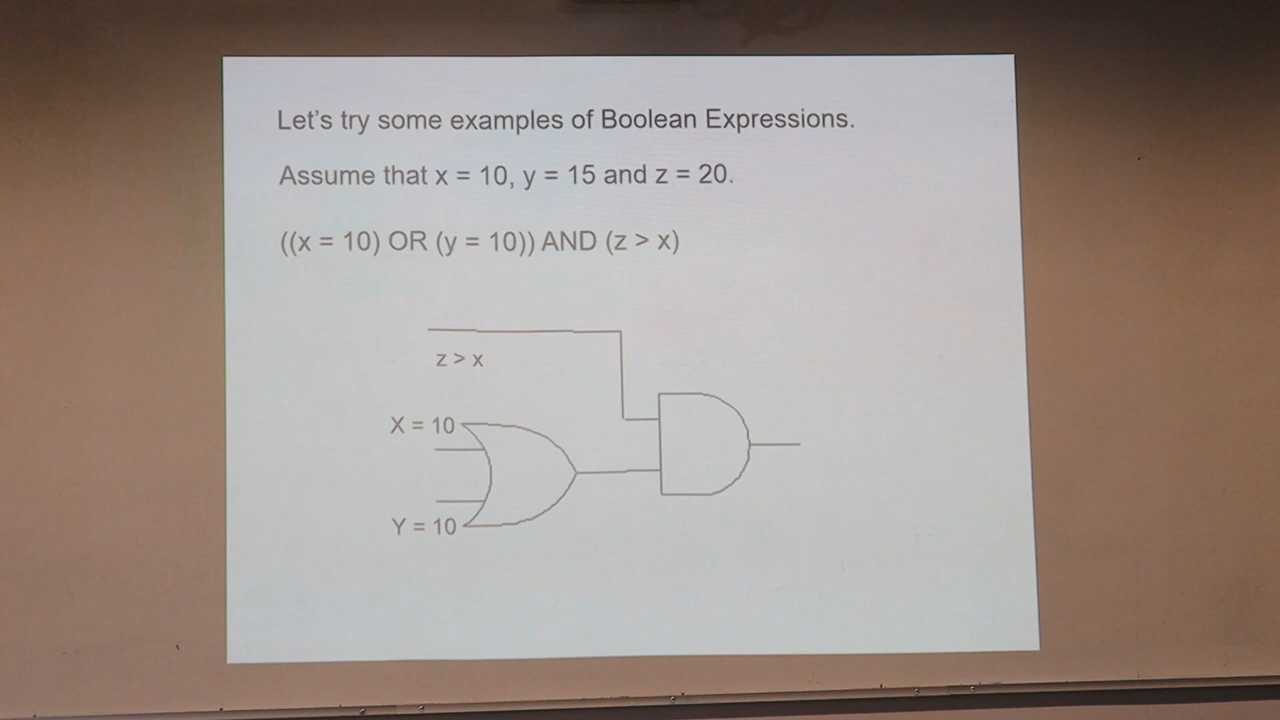 Let's try some examples of Boolean Expressions.
Assume that x = 10, y = 15 and z = 20.
((x = 10) OR (y = 10)) AND (z > x)
z > x
X = 10
Y = 10